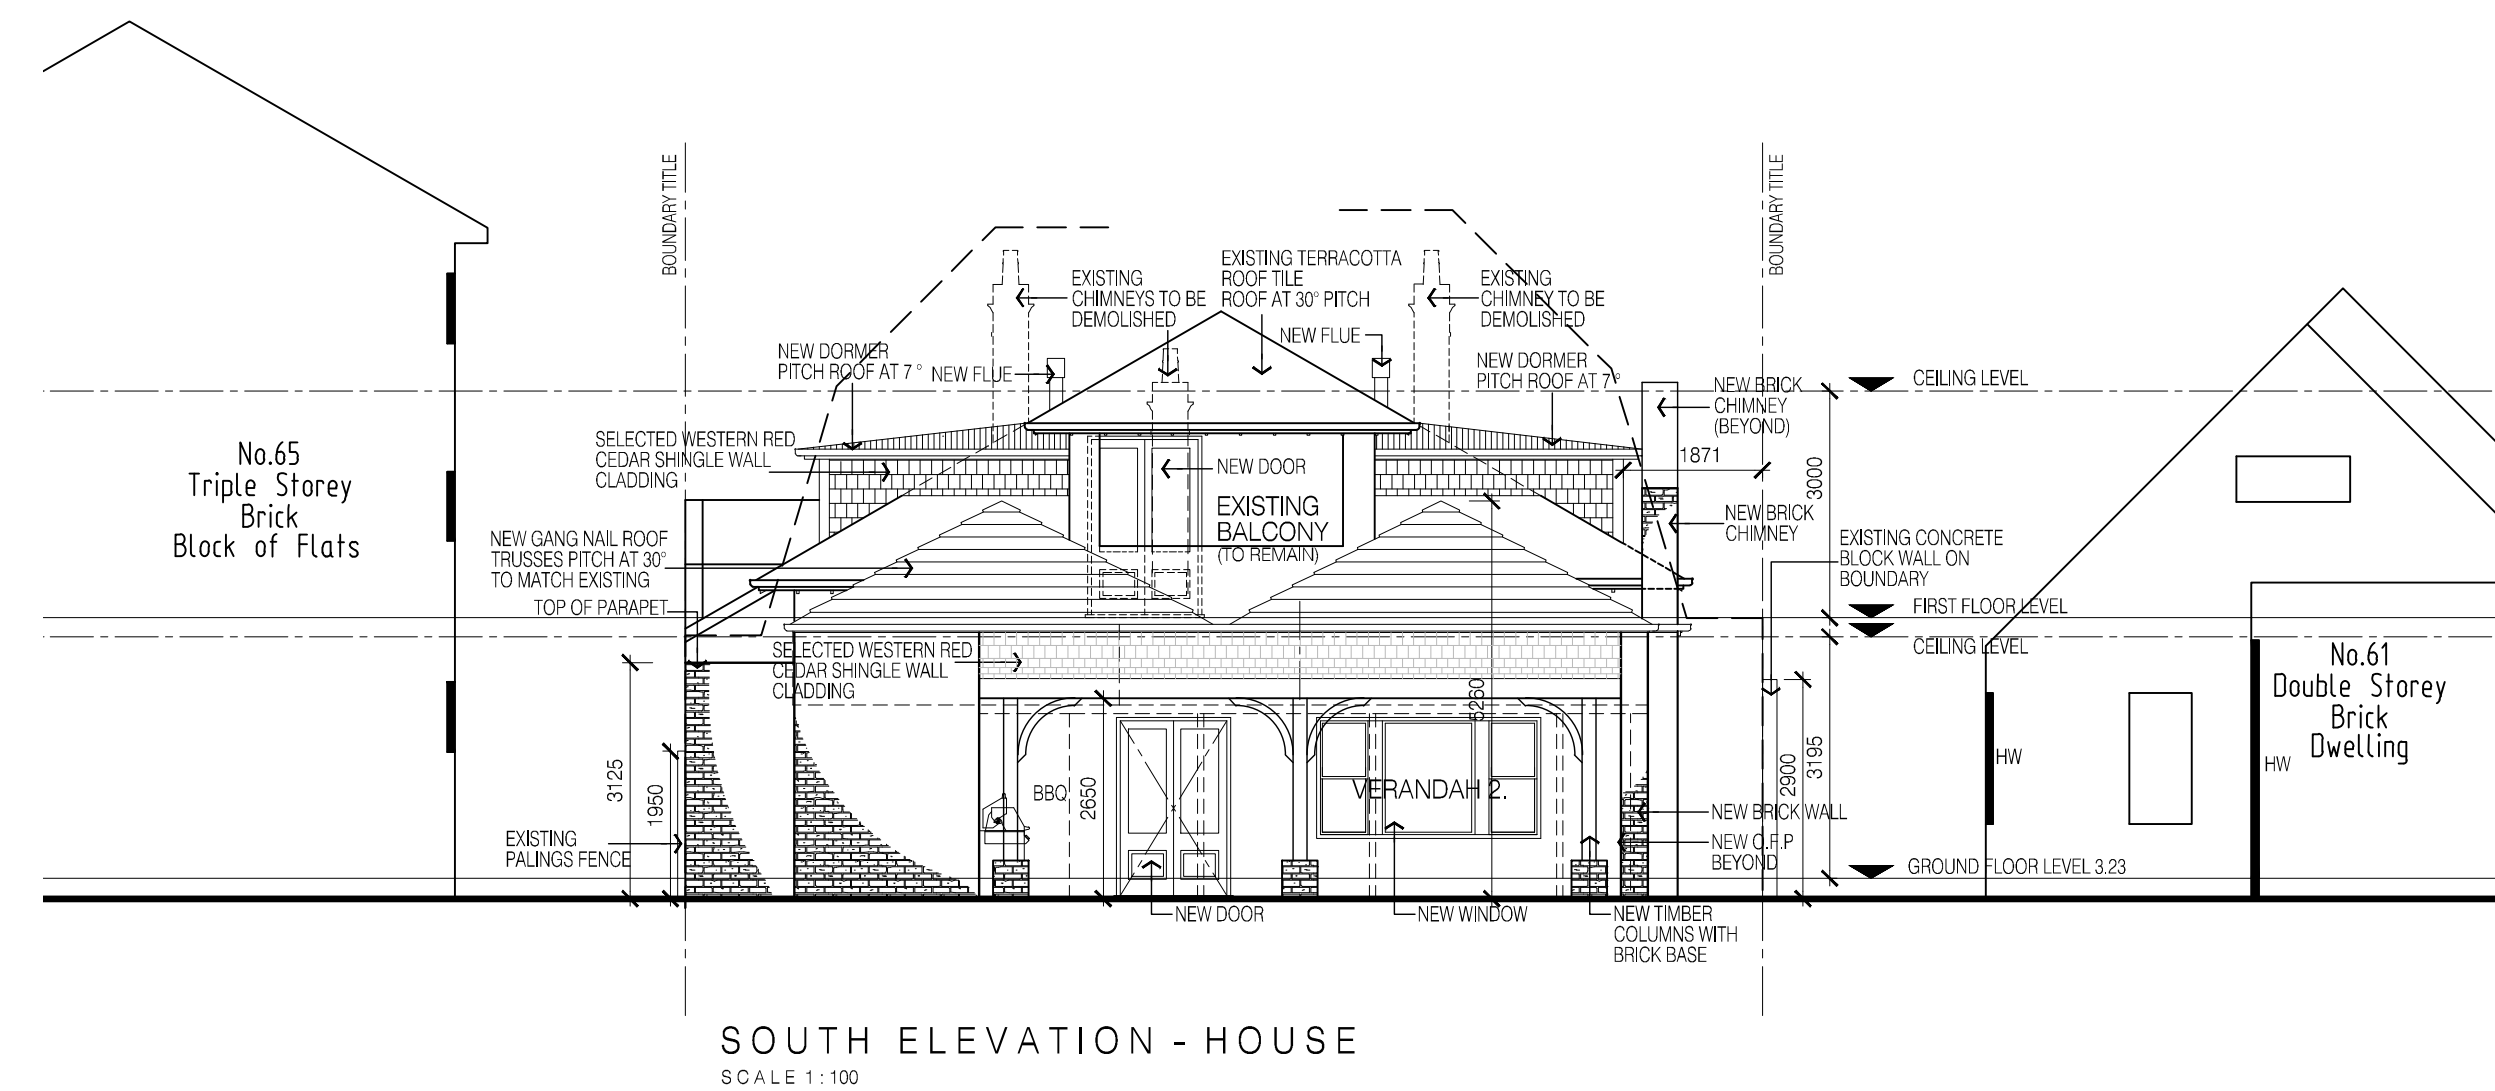 BOUNDARY TITLE
BOUNDARY TITLE
EXISTING
CHIMNEYS TO BE
DEMOLISHED
EXISTING TERRACOTTA
ROOF TILE
ROOF AT 30° PITCH
EXISTING
CHIMNEY TO BE
DEMOLISHED
NEW FLUE
NEW DORMER
PITCH ROOF AT 7°
NEW FLUE
NEW DORMER
PITCH ROOF AT 7°
NEW BRICK
CHIMNEY
(BEYOND)
CEILING LEVEL
No.65
Triple Storey
Brick
Block of Flats
SELECTED WESTERN RED
CEDAR SHINGLE WALL
CLADDING
NEW DOOR
1871
3000
EXISTING
BALCONY
(TO REMAIN)
NEW BRICK
CHIMNEY
NEW GANG NAIL ROOF
TRUSSES PITCH AT 30°
TO MATCH EXISTING
EXISTING CONCRETE
BLOCK WALL ON
BOUNDARY
TOP OF PARAPET
FIRST FLOOR LEVEL
CEILING LEVEL
SELECTED WESTERN RED
CEDAR SHINGLE WALL
CLADDING
No.61
Double Storey
Brick
Dwelling
HW
HW
3125
1950
BBQ
2650
5260
VERANDAH 2.
2900
3195
EXISTING
PALINGS FENCE
NEW BRICK WALL
NEW O.F.P
BEYOND
GROUND FLOOR LEVEL 3.23
NEW DOOR
NEW WINDOW
NEW TIMBER
COLUMNS WITH
BRICK BASE
SOUTH ELEVATION - HOUSE
SCALE 1:100